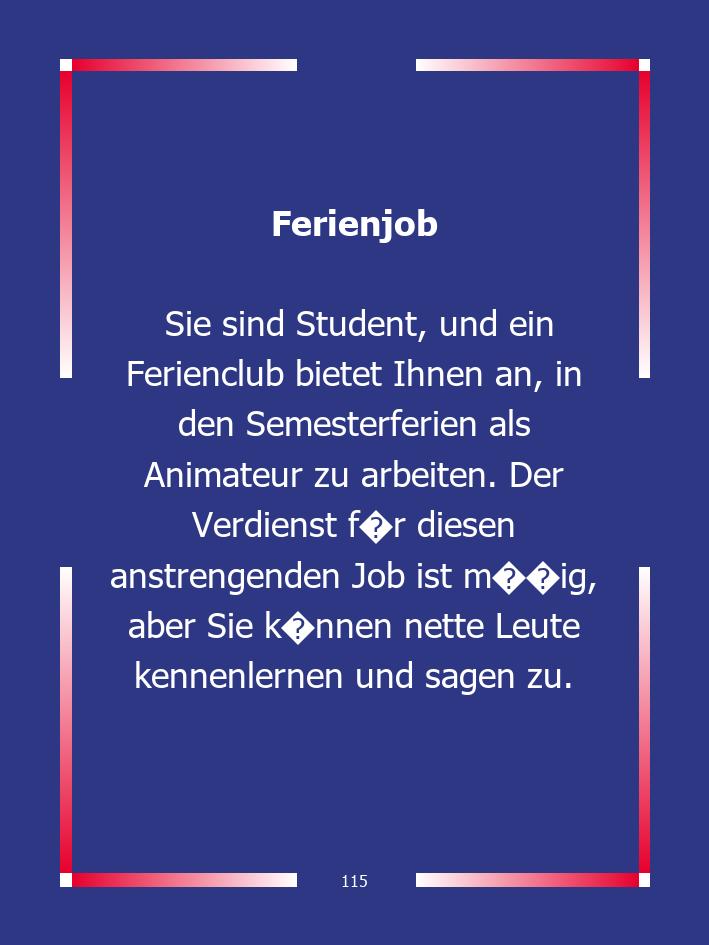 Ferienjob
Sie sind Student, und ein
Ferienclub bietet Ihnen an, in
den Semesterferien als
Animateur zu arbeiten. Der
Verdienst f�r diesen
anstrengenden Job ist m��ig,
aber Sie k�nnen nette Leute
kennenlernen und sagen zu.
115